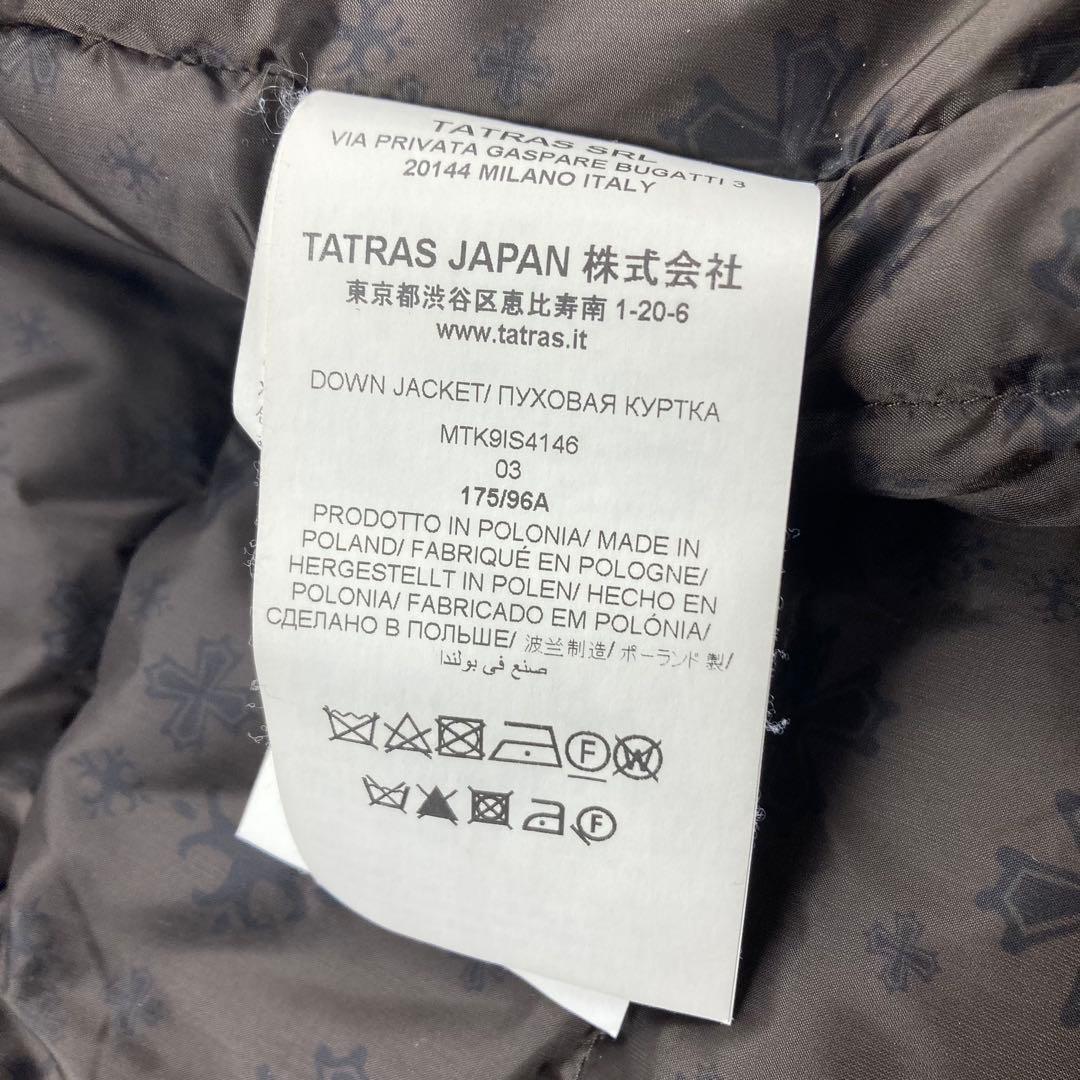 TATRAS SRL
VIA PRIVATA GASPARE BUGATTI 3
20144 MILANO ITALY
TATRAS JAPAN 株式会社
東京都渋谷区恵比寿南 1-20-6
www.tatras.it
DOWN JACKET/ ПУХОВАЯ КУРТКА
MTK9IS4146
03
175/96A
PRODOTTO IN POLONIA/ MADE IN
POLAND/ FABRIQUÉ EN POLOGNE/
HERGESTELLT IN POLEN/ HECHO EN
POLONIA/ FABRICADO EM POLÓNIA/
СДЕЛАНО В ПОЛЬШЕ/ 波兰制造/ ポーランド製/
صنع في بولندا
F W
F